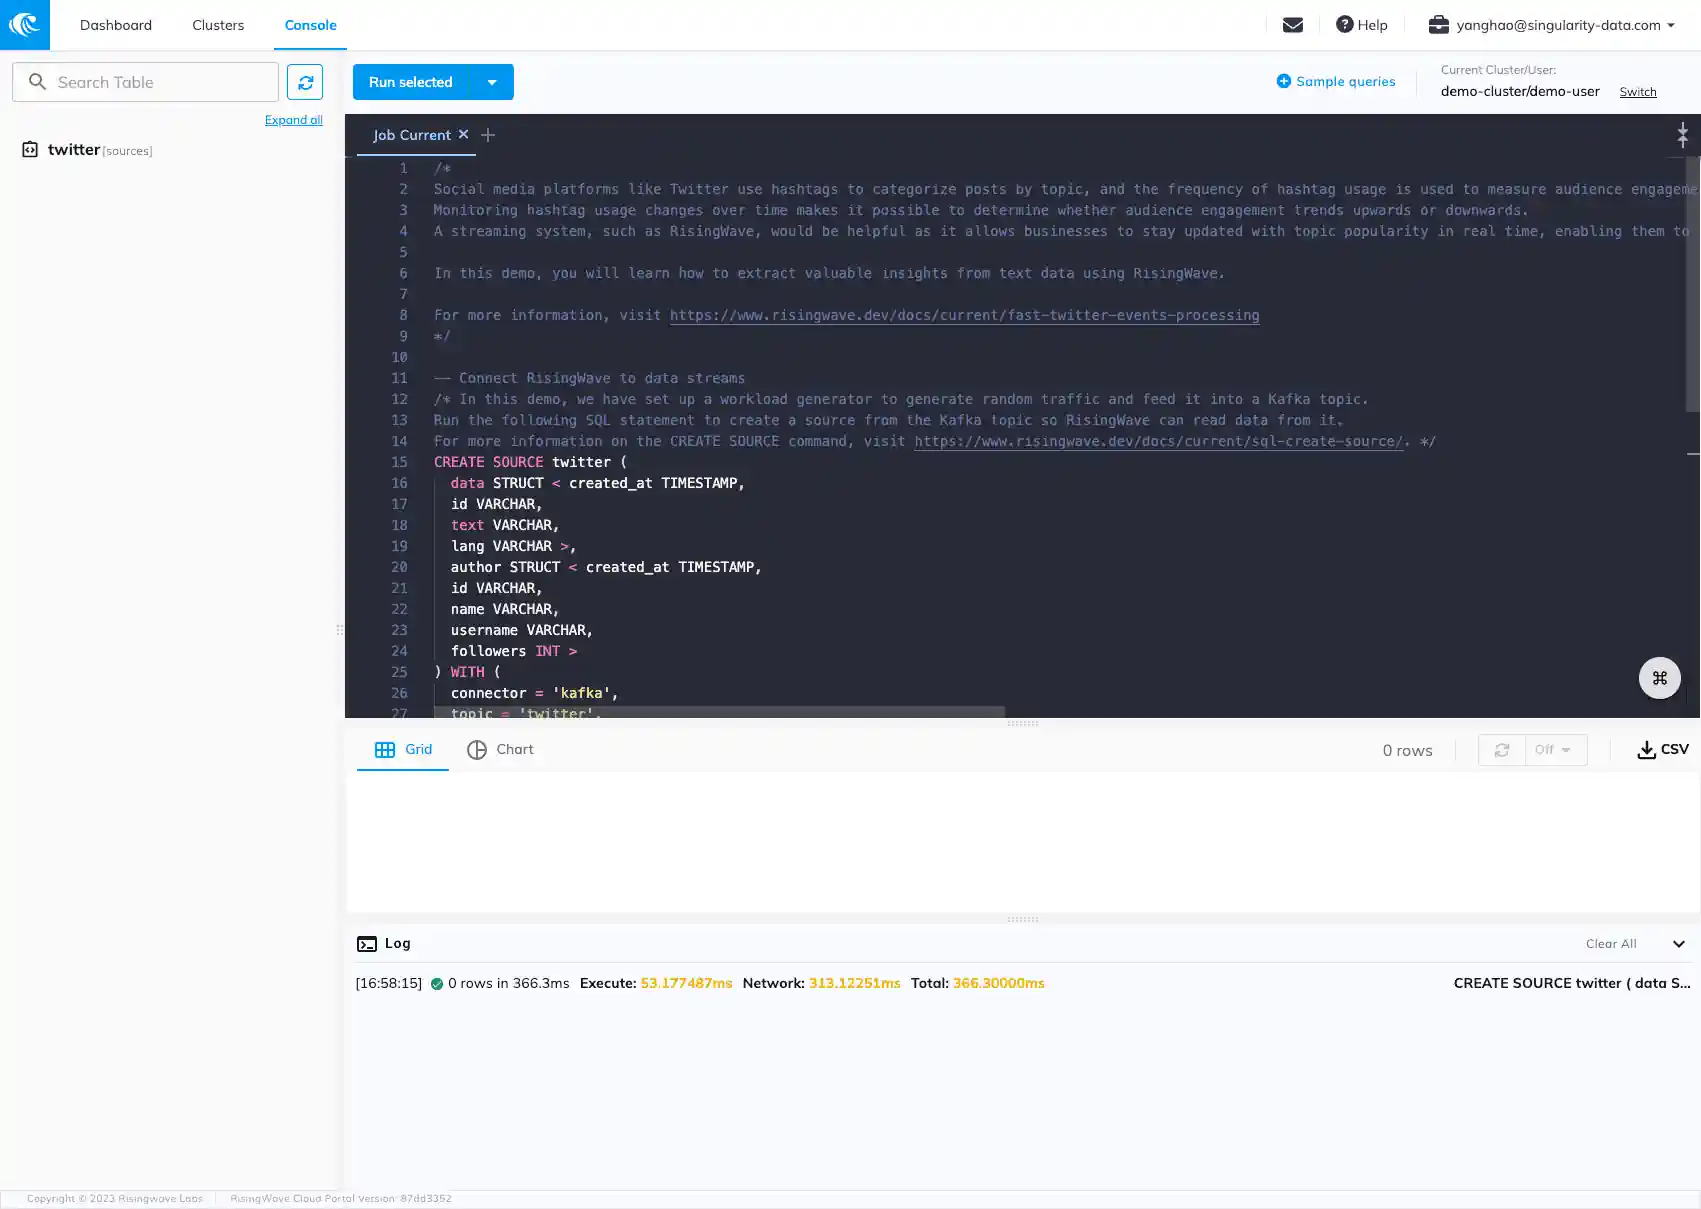 Dashboard
Clusters
Console
Help
yanghao@singularity-data.com
Search Table
Expand all
twitter [sources]
Run selected
Sample queries
Current Cluster/User:
demo-cluster/demo-user
Switch
Job Current
1 /*
2 Social media platforms like Twitter use hashtags to categorize posts by topic, and the frequency of hashtag usage is used to measure audience engageme
3 Monitoring hashtag usage changes over time makes it possible to determine whether audience engagement trends upwards or downwards.
4 A streaming system, such as RisingWave, would be helpful as it allows businesses to stay updated with topic popularity in real time, enabling them to
5
6 In this demo, you will learn how to extract valuable insights from text data using RisingWave.
7
8 For more information, visit https://www.risingwave.dev/docs/current/fast-twitter-events-processing
9 */
10
11 -- Connect RisingWave to data streams
12 /* In this demo, we have set up a workload generator to generate random traffic and feed it into a Kafka topic.
13 Run the following SQL statement to create a source from the Kafka topic so RisingWave can read data from it.
14 For more information on the CREATE SOURCE command, visit https://www.risingwave.dev/docs/current/sql-create-source/. */
15 CREATE SOURCE twitter (
16 data STRUCT < created_at TIMESTAMP,
17 id VARCHAR,
18 text VARCHAR,
19 lang VARCHAR >,
20 author STRUCT < created_at TIMESTAMP,
21 id VARCHAR,
22 name VARCHAR,
23 username VARCHAR,
24 followers INT >
25 ) WITH (
26 connector = 'kafka',
27 topic = 'twitter',
Grid
Chart
0 rows
Off
CSV
Log
Clear All
[16:58:15] 0 rows in 366.3ms Execute: 53.177487ms Network: 313.12251ms Total: 366.30000ms
CREATE SOURCE twitter ( data S...
Copyright © 2023 Risingwave Labs
RisingWave Cloud Portal Version: 87dd3352